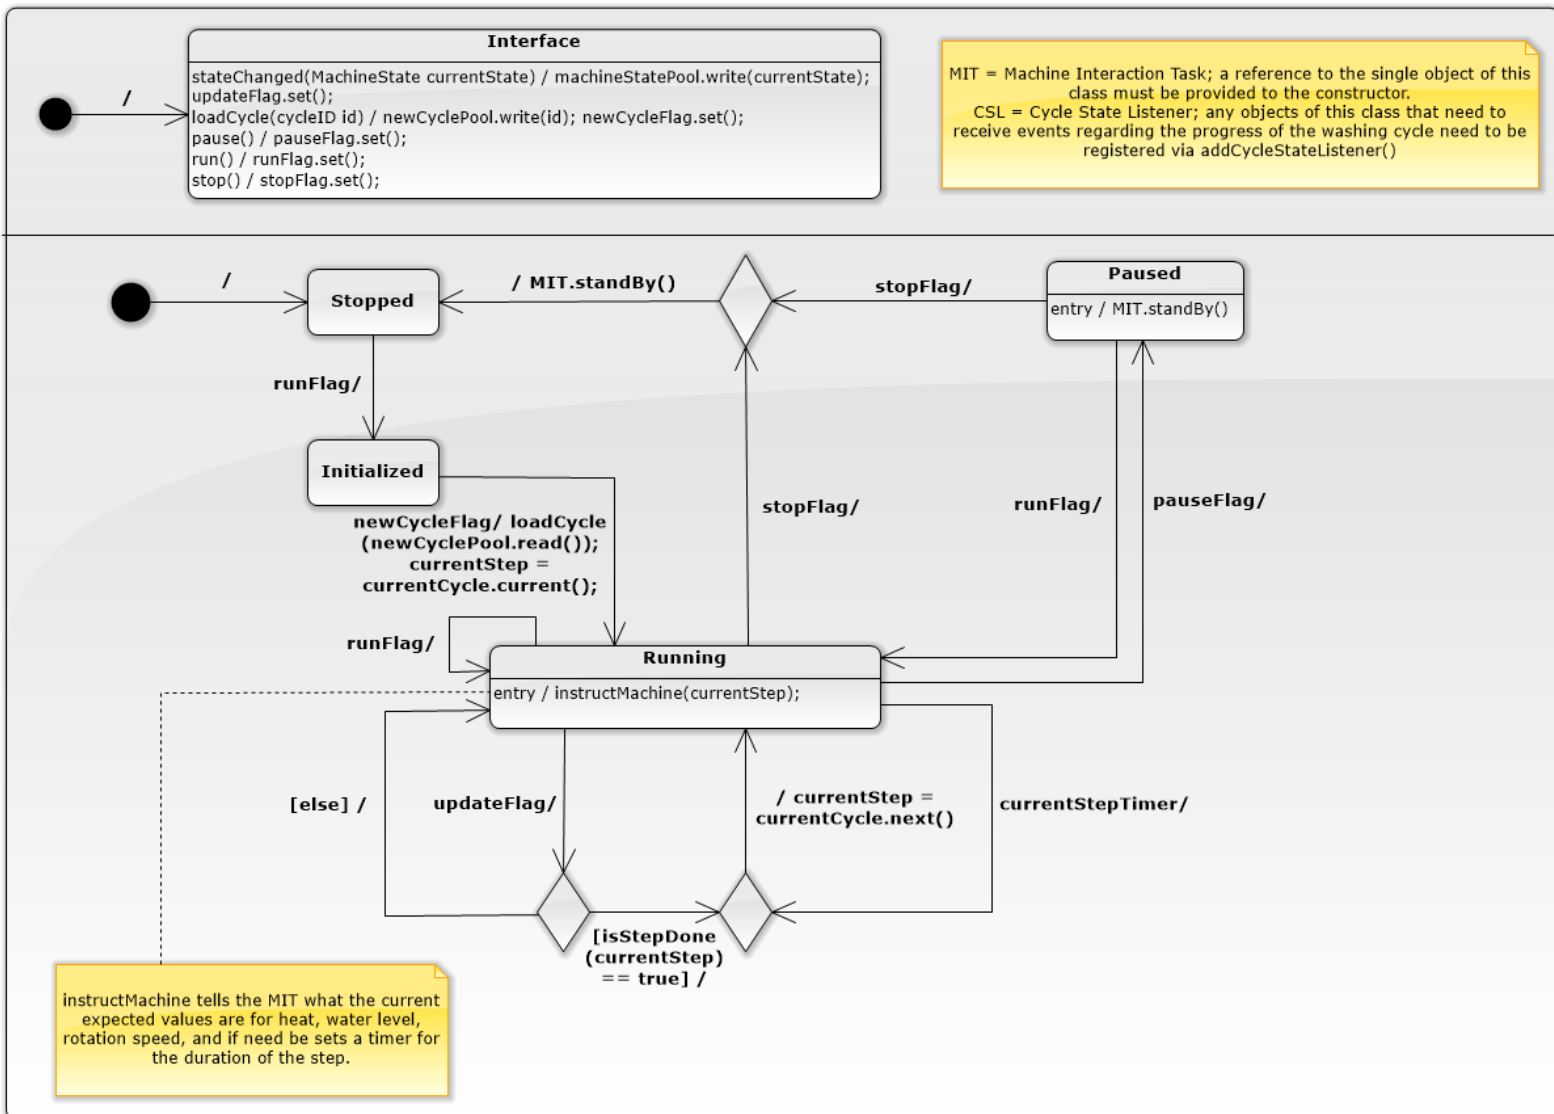 Interface
stateChanged(MachineState currentState) / machineStatePool.write(currentState);
updateFlag.set();
loadCycle(cycleID id) / newCyclePool.write(id); newCycleFlag.set();
pause() / pauseFlag.set();
run() / runFlag.set();
stop() / stopFlag.set();
/
MIT = Machine Interaction Task; a reference to the single object of this
class must be provided to the constructor.
CSL = Cycle State Listener; any objects of this class that need to
receive events regarding the progress of the washing cycle need to be
registered via addCycleStateListener()
/
Stopped
/ MIT.standBy()
stopFlag/
Paused
entry / MIT.standBy()
runFlag/
Initialized
newCycleFlag/ loadCycle
(newCyclePool.read());
currentStep =
currentCycle.current();
stopFlag/
runFlag/
pauseFlag/
runFlag/
Running
entry / instructMachine(currentStep);
[else] /
updateFlag/
/ currentStep =
currentCycle.next()
currentStepTimer/
[isStepDone
(currentStep)
== true] /
instructMachine tells the MIT what the current
expected values are for heat, water level,
rotation speed, and if need be sets a timer for
the duration of the step.